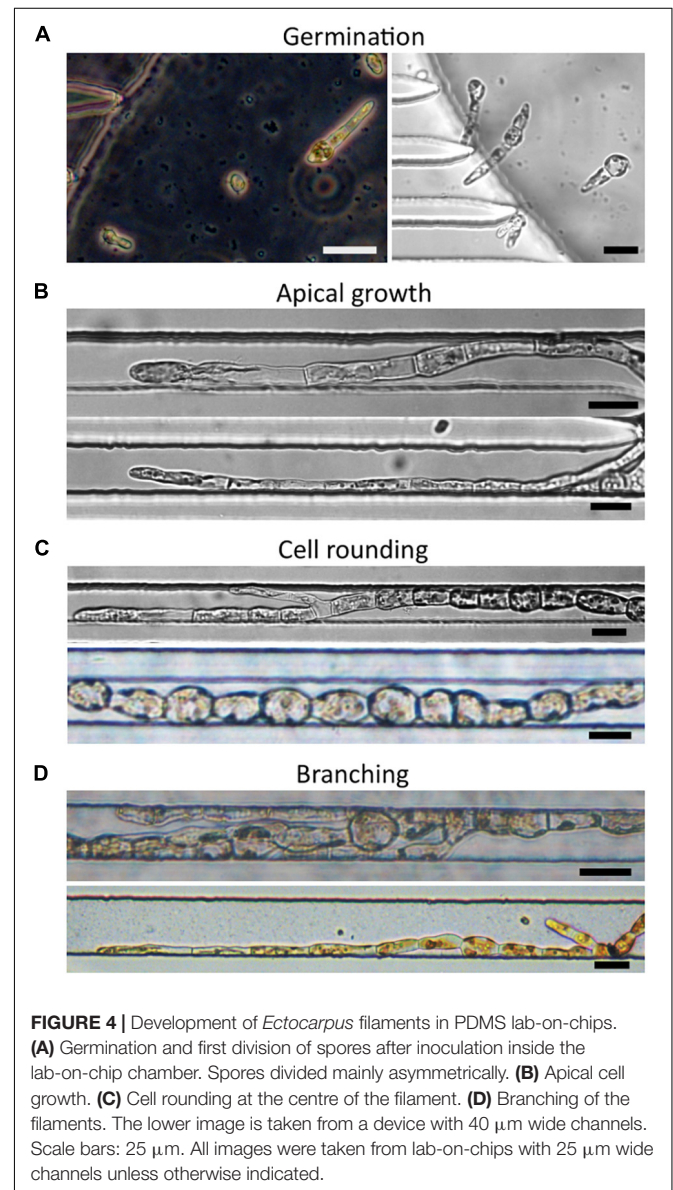 A
Germination
B
Apical growth
C
Cell rounding
D
Branching
FIGURE 4 | Development of Ectocarpus filaments in PDMS lab-on-chips.
(A) Germination and first division of spores after inoculation inside the
lab-on-chip chamber. Spores divided mainly asymmetrically. (B) Apical cell
growth. (C) Cell rounding at the centre of the filament. (D) Branching of the
filaments. The lower image is taken from a device with 40 μm wide channels.
Scale bars: 25 μm. All images were taken from lab-on-chips with 25 μm wide
channels unless otherwise indicated.